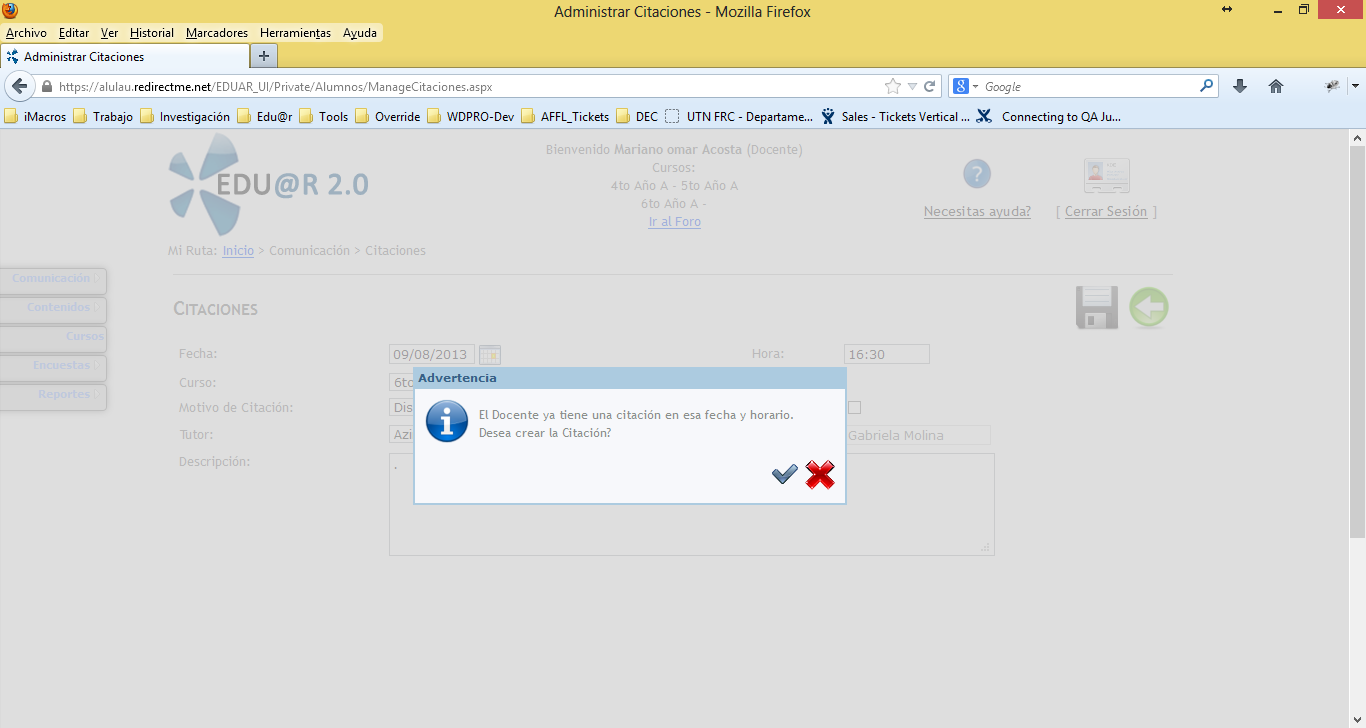 Administrar Citaciones - Mozilla Firefox
Archivo Editar Ver Historial Marcadores Herramientas Ayuda
Administrar Citaciones
https://alulau.redirectme.net/EDUAR_UI/Private/Alumnos/ManageCitaciones.aspx
Google
iMacros Trabajo Investigación Edu@r Tools Override WDPRO-Dev AFFL_Tickets DEC UTN FRC - Departame... Sales - Tickets Vertical ... Connecting to QA Ju...
EDU@R 2.0
Bienvenido Mariano omar Acosta (Docente)
Cursos:
4to Año A - 5to Año A
6to Año A -
Ir al Foro
Necesitas ayuda?
[ Cerrar Sesión ]
Mi Ruta: Inicio > Comunicación > Citaciones
Comunicación
Contenidos
Cursos
Encuestas
Reportes
CITACIONES
Fecha: 09/08/2013 Hora: 16:30
Curso: 6to
Motivo de Citación: Dis
Tutor: Azi Gabriela Molina
Descripción: .
Advertencia
El Docente ya tiene una citación en esa fecha y horario.
Desea crear la Citación?